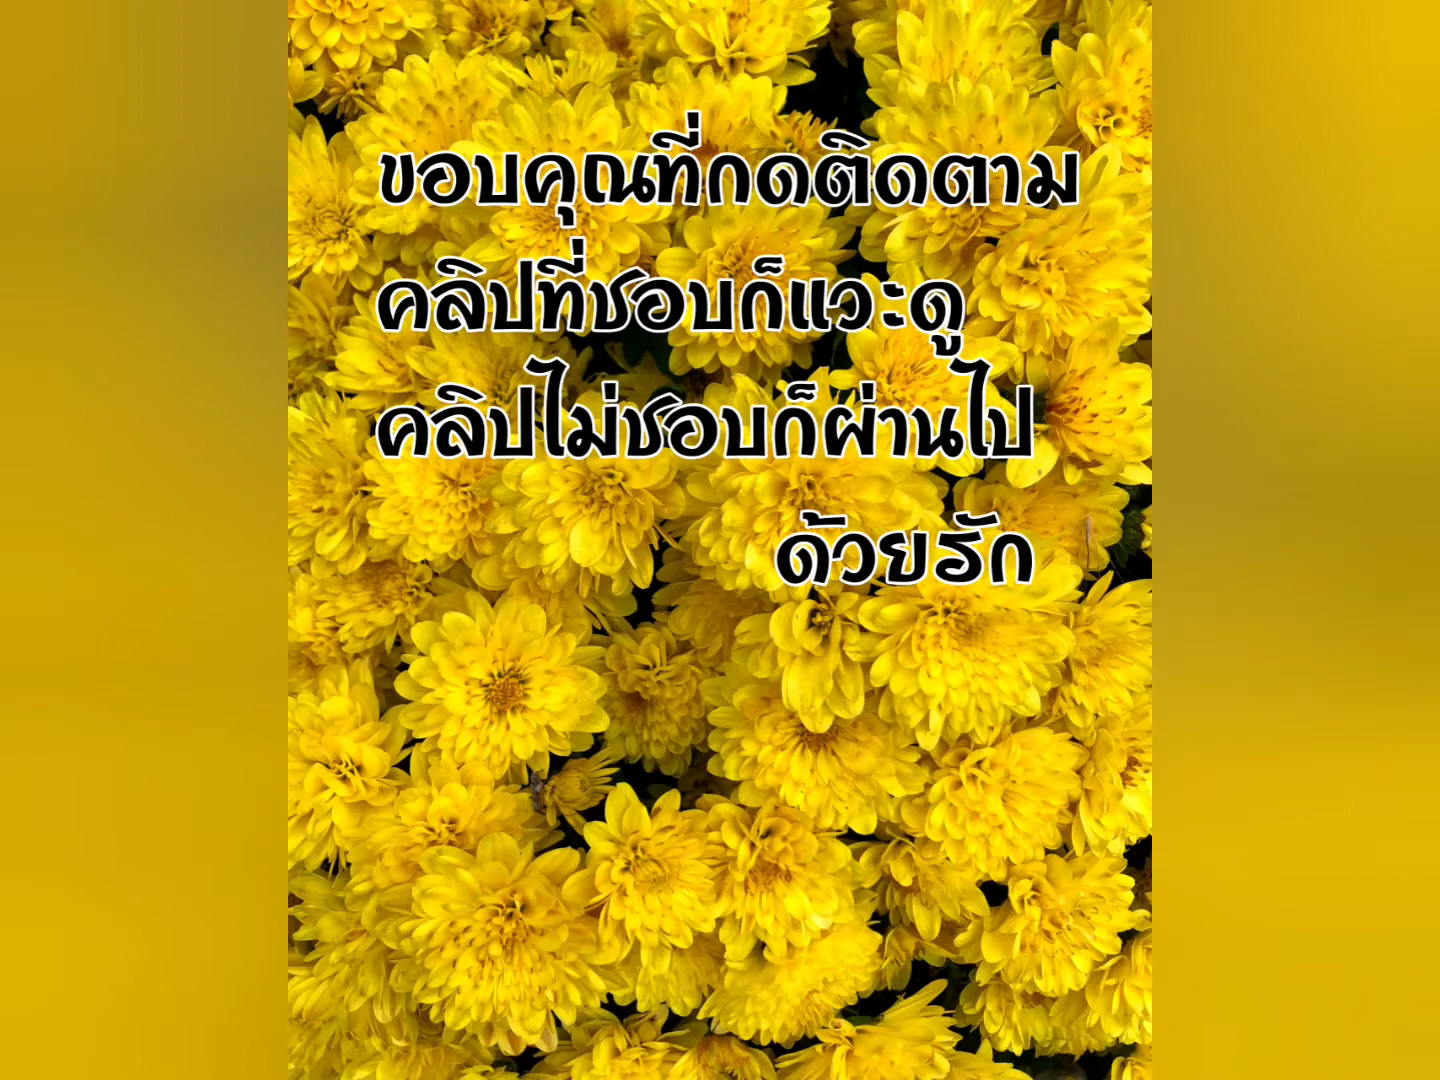 ขอบคุณที่กดติดตาม
คลิปที่ชอบก็แวะดู
คลิปไม่ชอบก็ผ่านไป
ด้วยรัก